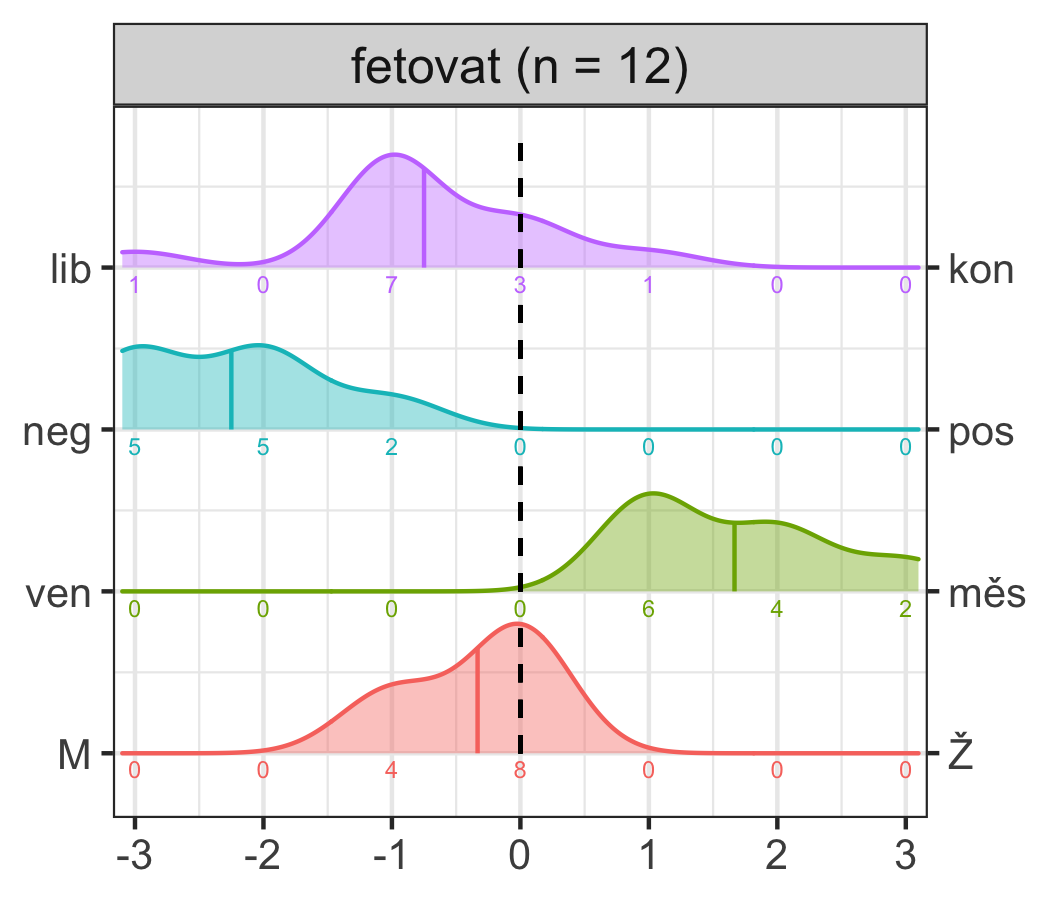 fetovat (n = 12)
lib kon
1 0 7 3 1 0 0
neg pos
5 5 2 0 0 0 0
ven měs
0 0 0 0 6 4 2
M Ž
0 0 4 8 0 0 0
-3 -2 -1 0 1 2 3